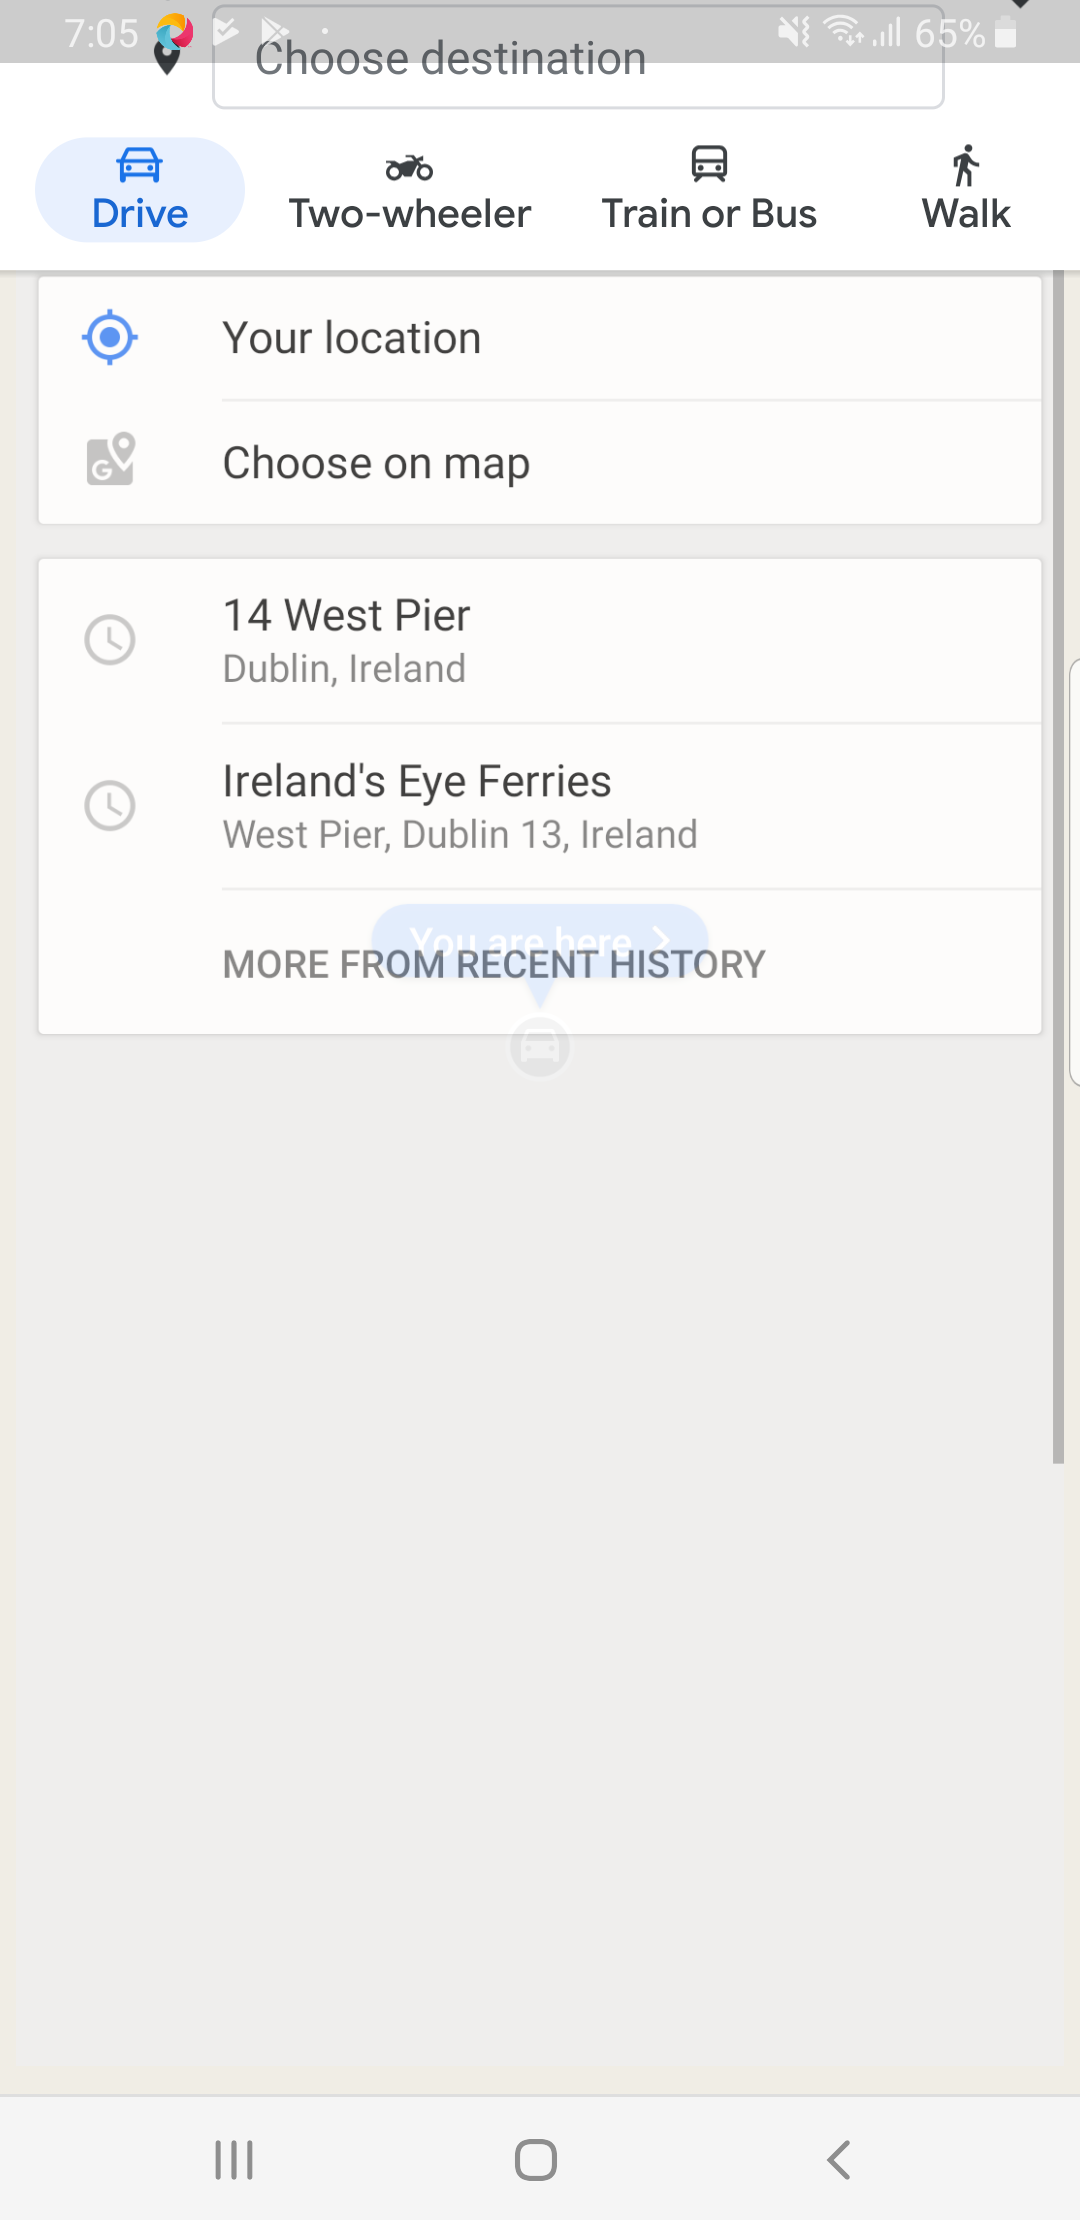 7:05
65%
Choose destination
Drive
Two-wheeler
Train or Bus
Walk
Your location
G
Choose on map
14 West Pier
Dublin, Ireland
Ireland's Eye Ferries
West Pier, Dublin 13, Ireland
You are here
MORE FROM RECENT HISTORY